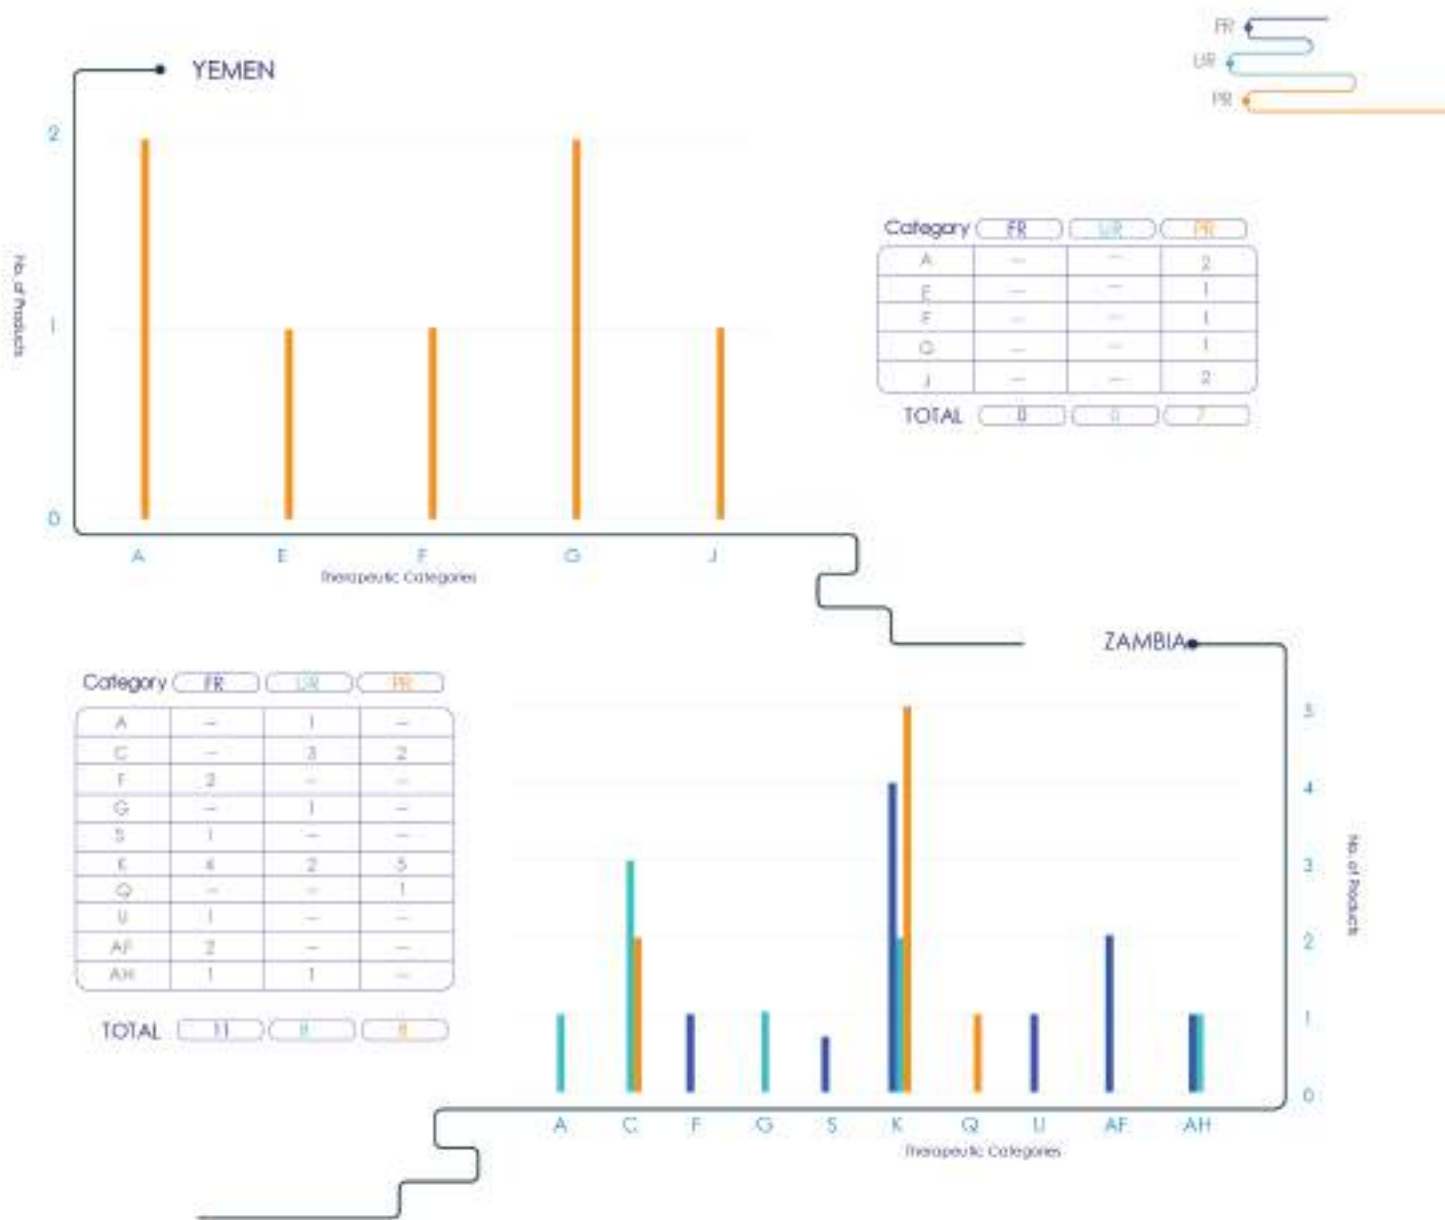 FR
UR
PR
YEMEN
2
1
0
No. of Products
A E F G J
Therapeutic Categories
Category FR UR PR
A — — 2
E — — 1
F — — 1
G — — 1
J — — 2
TOTAL 0 0 7
ZAMBIA
Category FR UR PR
A — 1 —
C — 3 2
F 2 — —
G — 1 —
S 1 — —
K 4 2 5
Q — — 1
U 1 — —
AF 2 — —
AH 1 1 —
TOTAL 11 8 8
5
4
3
2
1
0
No. of Products
A C F G S K Q U AF AH
Therapeutic Categories